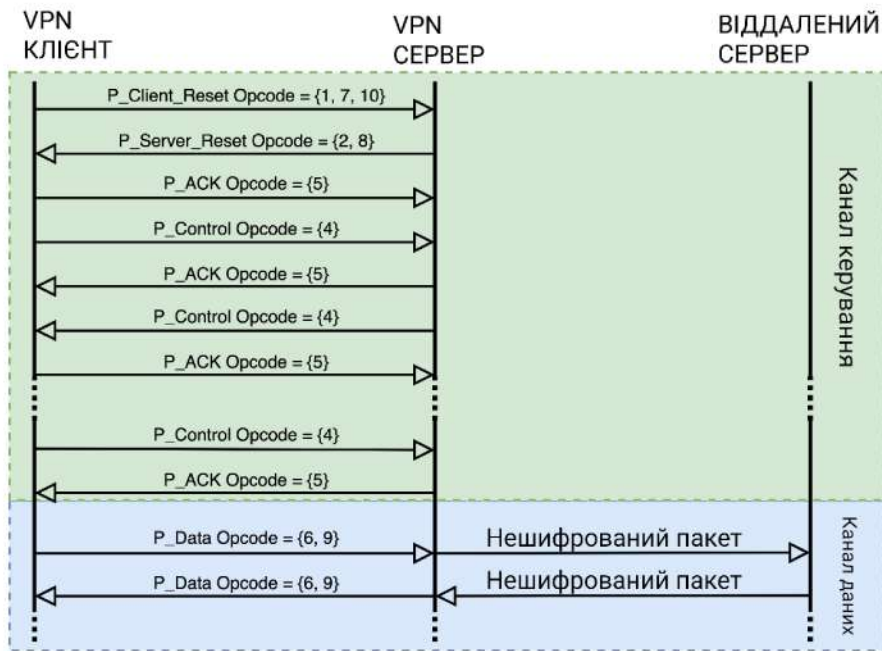 VPN
КЛІЄНТ
VPN
СЕРВЕР
ВІДДАЛЕНИЙ
СЕРВЕР
P_Client_Reset Opcode = {1, 7, 10}
P_Server_Reset Opcode = {2, 8}
P_ACK Opcode = {5}
P_Control Opcode = {4}
P_ACK Opcode = {5}
P_Control Opcode = {4}
P_ACK Opcode = {5}
P_Control Opcode = {4}
P_ACK Opcode = {5}
Канал керування
P_Data Opcode = {6, 9}
Нешифрований пакет
P_Data Opcode = {6, 9}
Нешифрований пакет
Канал даних